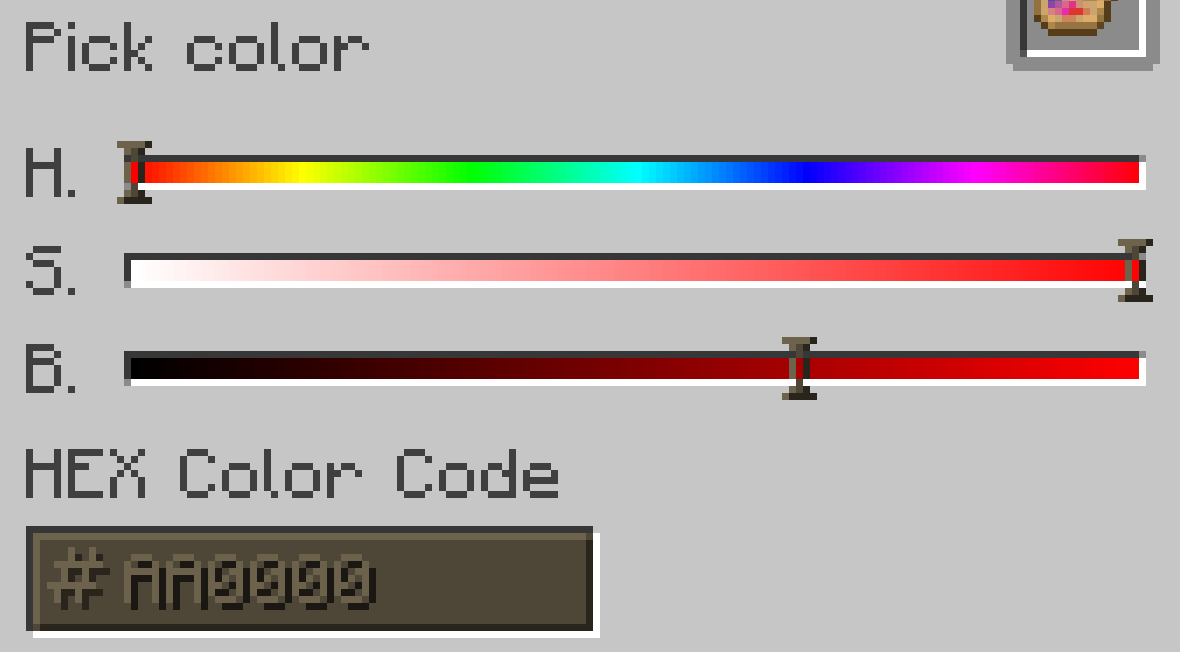 Pick color
H.
S.
B.
HEX Color Code
# AA0000